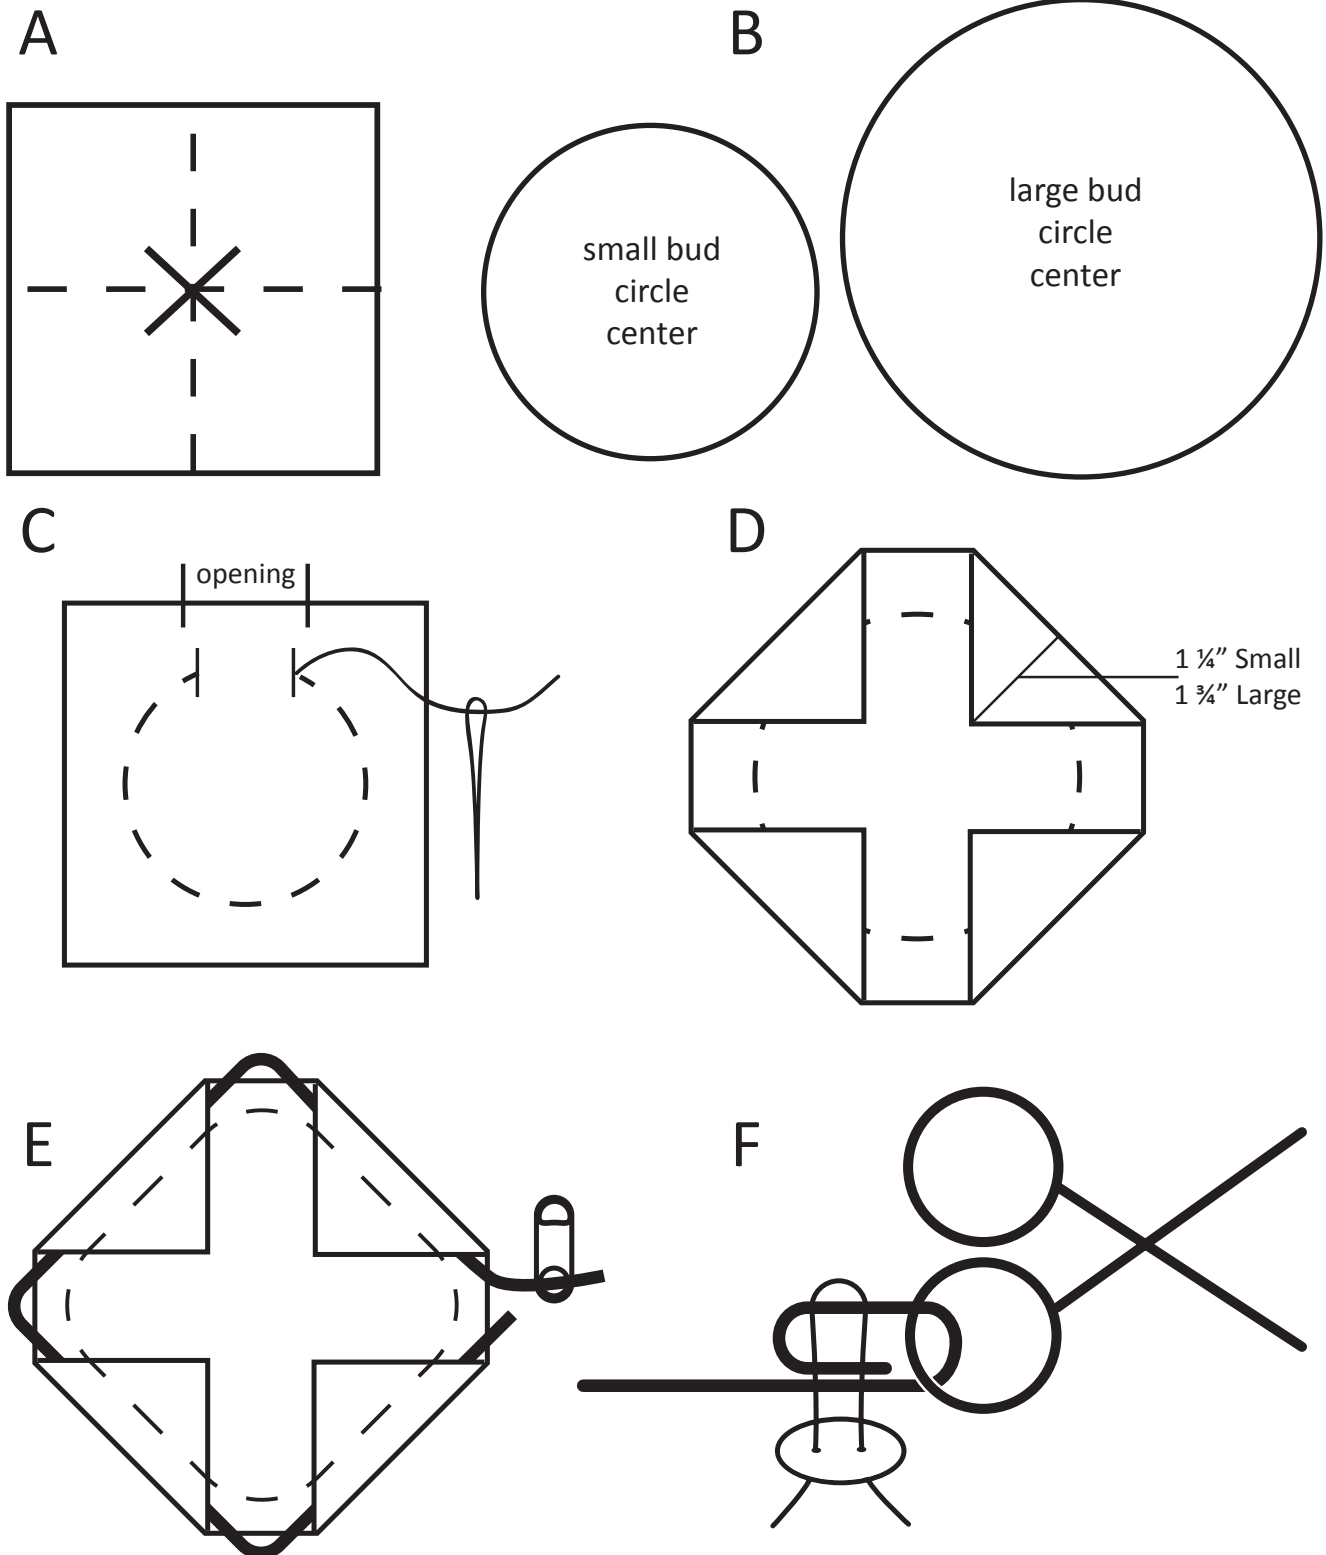 A
B
small bud
circle
center
large bud
circle
center
C
opening
D
1 ¼” Small
1 ¾” Large
E
F